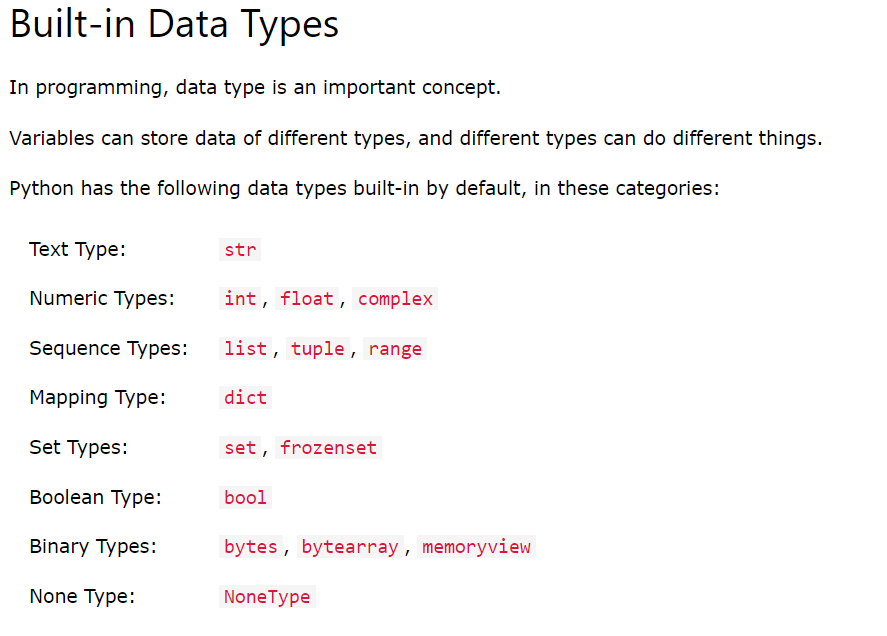 Built-in Data Types
In programming, data type is an important concept.
Variables can store data of different types, and different types can do different things.
Python has the following data types built-in by default, in these categories:
Text Type: str
Numeric Types: int, float, complex
Sequence Types: list, tuple, range
Mapping Type: dict
Set Types: set, frozenset
Boolean Type: bool
Binary Types: bytes, bytearray, memoryview
None Type: NoneType